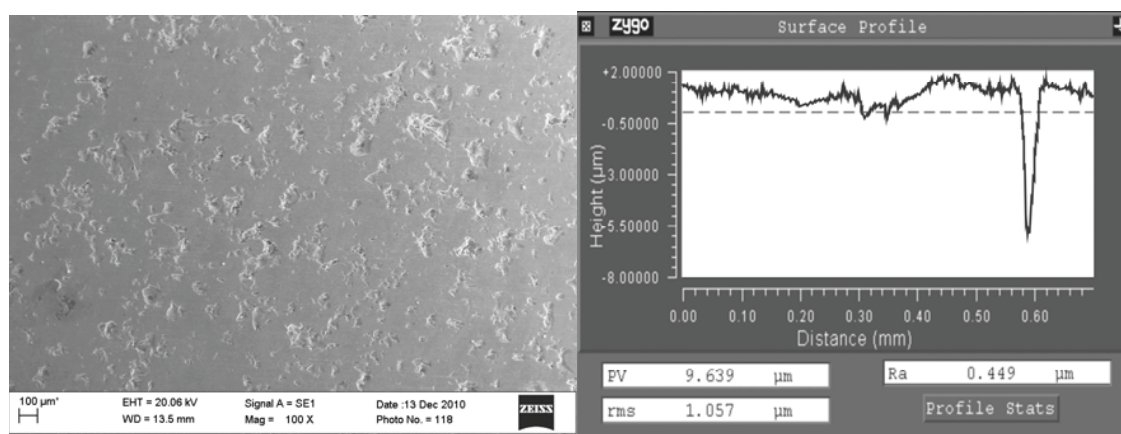 100 µm*
EHT = 20.06 kV
WD = 13.5 mm
Signal A = SE1
Mag = 100 X
Date :13 Dec 2010
Photo No. = 118
ZEISS
zygo
Surface Profile
+2.00000
-0.50000
-3.00000
-5.50000
-8.00000
Height (µm)
0.00 0.10 0.20 0.30 0.40 0.50 0.60
Distance (mm)
PV 9.639 µm
rms 1.057 µm
Ra 0.449 µm
Profile Stats